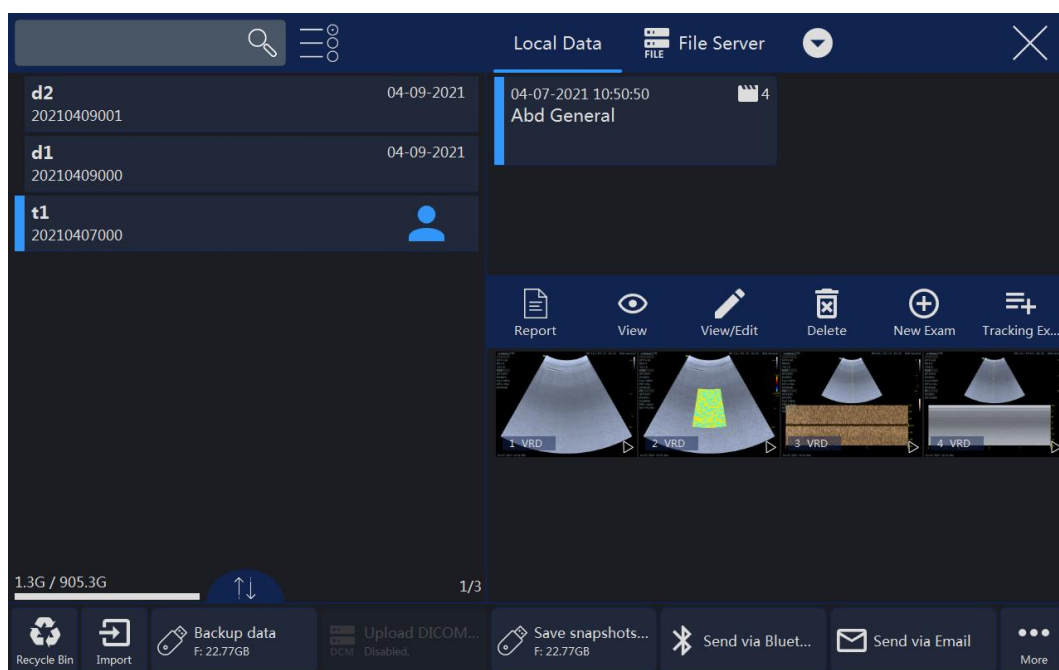 Local Data
FILE
File Server
d2
04-09-2021
20210409001
d1
04-09-2021
20210409000
t1
20210407000
04-07-2021 10:50:50
4
Abd General
Report
View
View/Edit
Delete
New Exam
Tracking Ex...
1 VRD
2 VRD
3 VRD
4 VRD
1.3G / 905.3G
1/3
Recycle Bin
Import
Backup data
F: 22.77GB
DCM
Upload DICOM...
Disabled.
Save snapshots...
F: 22.77GB
Send via Bluet...
Send via Email
More